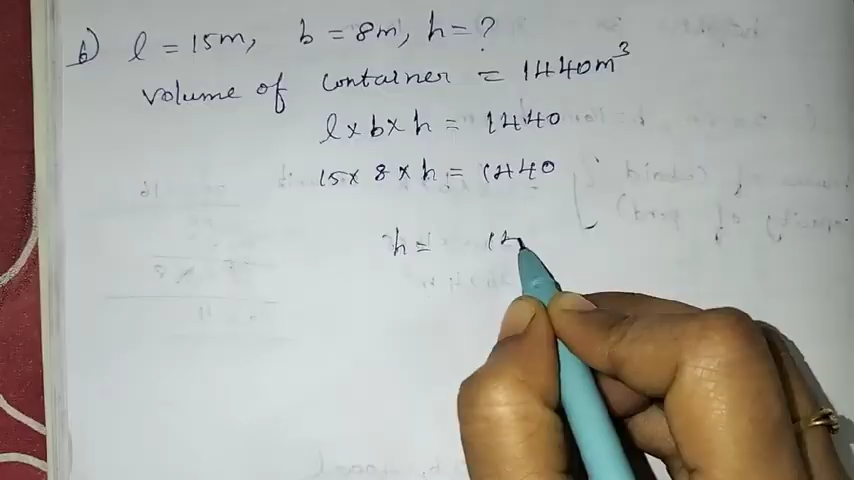 b) l = 15m, b = 8m, h = ?
volume of container = 1440m³
l × b × h = 1440
15 × 8 × h = 1440
h = 14